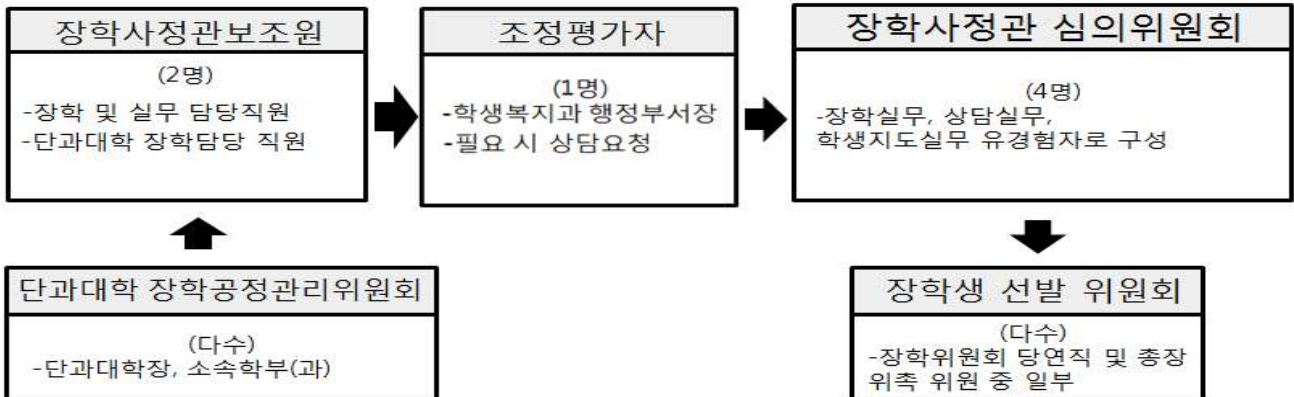 장학사정관보조원
(2명)
-장학 및 실무 담당직원
-단과대학 장학담당 직원
조정평가자
(1명)
-학생복지과 행정부서장
-필요 시 상담요청
장학사정관 심의위원회
(4명)
-장학실무, 상담실무,
학생지도실무 유경험자로 구성
단과대학 장학공정관리위원회
(다수)
-단과대학장, 소속학부(과)
장학생 선발 위원회
(다수)
-장학위원회 당연직 및 총장
위촉 위원 중 일부